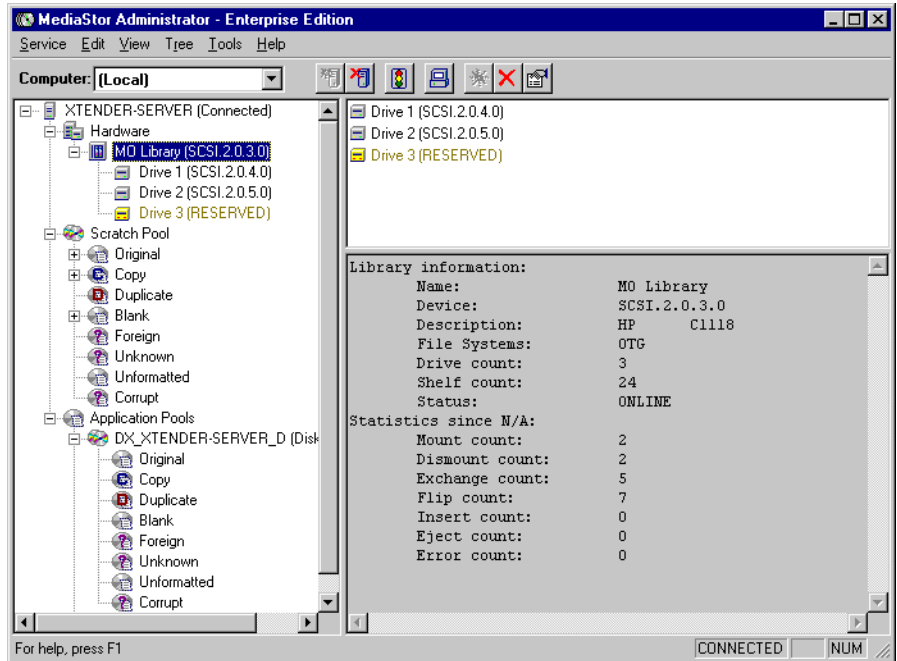 MediaStor Administrator - Enterprise Edition
Service Edit View Tree Tools Help
Computer: (Local)
XTENDER-SERVER (Connected)
Hardware
MO Library (SCSI.2.0.3.0)
Drive 1 (SCSI.2.0.4.0)
Drive 2 (SCSI.2.0.5.0)
Drive 3 (RESERVED)
Scratch Pool
Original
Copy
Duplicate
Blank
Foreign
Unknown
Unformatted
Corrupt
Application Pools
DX_XTENDER-SERVER_D (Disk
Original
Copy
Duplicate
Blank
Foreign
Unknown
Unformatted
Corrupt
Drive 1 (SCSI.2.0.4.0)
Drive 2 (SCSI.2.0.5.0)
Drive 3 (RESERVED)
Library information:
Name: MO Library
Device: SCSI.2.0.3.0
Description: HP C1118
File Systems: OTG
Drive count: 3
Shelf count: 24
Status: ONLINE
Statistics since N/A:
Mount count: 2
Dismount count: 2
Exchange count: 5
Flip count: 7
Insert count: 0
Eject count: 0
Error count: 0
For help, press F1
CONNECTED NUM